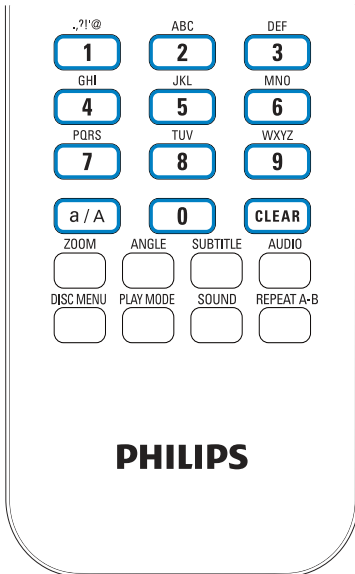 .,?!'@ ABC DEF
1 2 3
GHI JKL MNO
4 5 6
PQRS TUV WXYZ
7 8 9
a / A 0 CLEAR
ZOOM ANGLE SUBTITLE AUDIO
DISC MENU PLAY MODE SOUND REPEAT A-B
PHILIPS